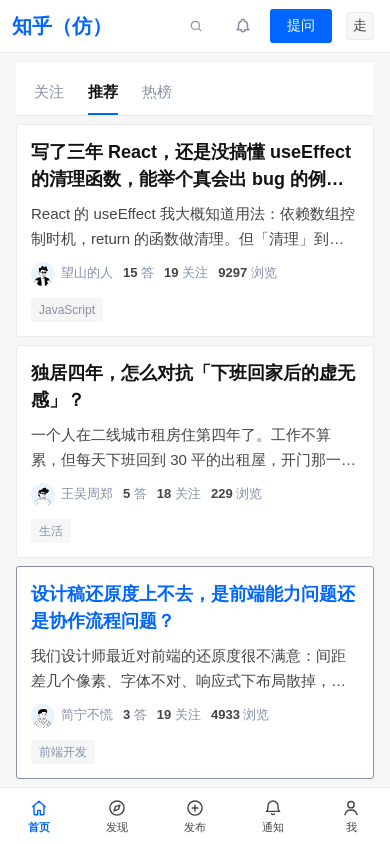 知乎（仿）
提问
走
关注 推荐 热榜
写了三年 React，还是没搞懂 useEffect
的清理函数，能举个真会出 bug 的例…
React 的 useEffect 我大概知道用法：依赖数组控
制时机，return 的函数做清理。但「清理」到…
望山的人 15 答 19 关注 9297 浏览
JavaScript
独居四年，怎么对抗「下班回家后的虚无
感」？
一个人在二线城市租房住第四年了。工作不算
累，但每天下班回到 30 平的出租屋，开门那一…
王吴周郑 5 答 18 关注 229 浏览
生活
设计稿还原度上不去，是前端能力问题还
是协作流程问题？
我们设计师最近对前端的还原度很不满意：间距
差几个像素、字体不对、响应式下布局散掉，…
简宁不慌 3 答 19 关注 4933 浏览
前端开发
首页 发现 发布 通知 我